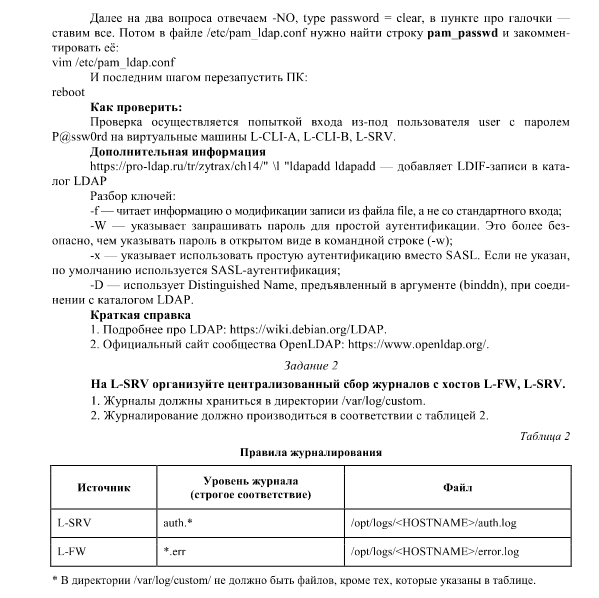 Далее на два вопроса отвечаем -NO, type password = clear, в пункте про галочки —
ставим все. Потом в файле /etc/pam_ldap.conf нужно найти строку pam_passwd и закоммен-
тировать её:
vim /etc/pam_ldap.conf
И последним шагом перезапустить ПК:
reboot
Как проверить:
Проверка осуществляется попыткой входа из-под пользователя user с паролем
P@ssw0rd на виртуальные машины L-CLI-A, L-CLI-B, L-SRV.
Дополнительная информация
https://pro-ldap.ru/tr/zytrax/ch14/" \l "ldapadd ldapadd — добавляет LDIF-записи в ката-
лог LDAP
Разбор ключей:
-f — читает информацию о модификации записи из файла file, а не со стандартного входа;
-W — указывает запрашивать пароль для простой аутентификации. Это более без-
опасно, чем указывать пароль в открытом виде в командной строке (-w);
-x — указывает использовать простую аутентификацию вместо SASL. Если не указан,
по умолчанию используется SASL-аутентификация;
-D — использует Distinguished Name, предъявленный в аргументе (binddn), при соеди-
нении с каталогом LDAP.
Краткая справка
1. Подробнее про LDAP: https://wiki.debian.org/LDAP.
2. Официальный сайт сообщества OpenLDAP: https://www.openldap.org/.
Задание 2
На L-SRV организуйте централизованный сбор журналов с хостов L-FW, L-SRV.
1. Журналы должны храниться в директории /var/log/custom.
2. Журналирование должно производиться в соответствии с таблицей 2.
Таблица 2
Правила журналирования
Источник
Уровень журнала
(строгое соответствие)
Файл
L-SRV
auth.*
/opt/logs/<HOSTNAME>/auth.log
L-FW
*.err
/opt/logs/<HOSTNAME>/error.log
* В директории /var/log/custom/ не должно быть файлов, кроме тех, которые указаны в таблице.